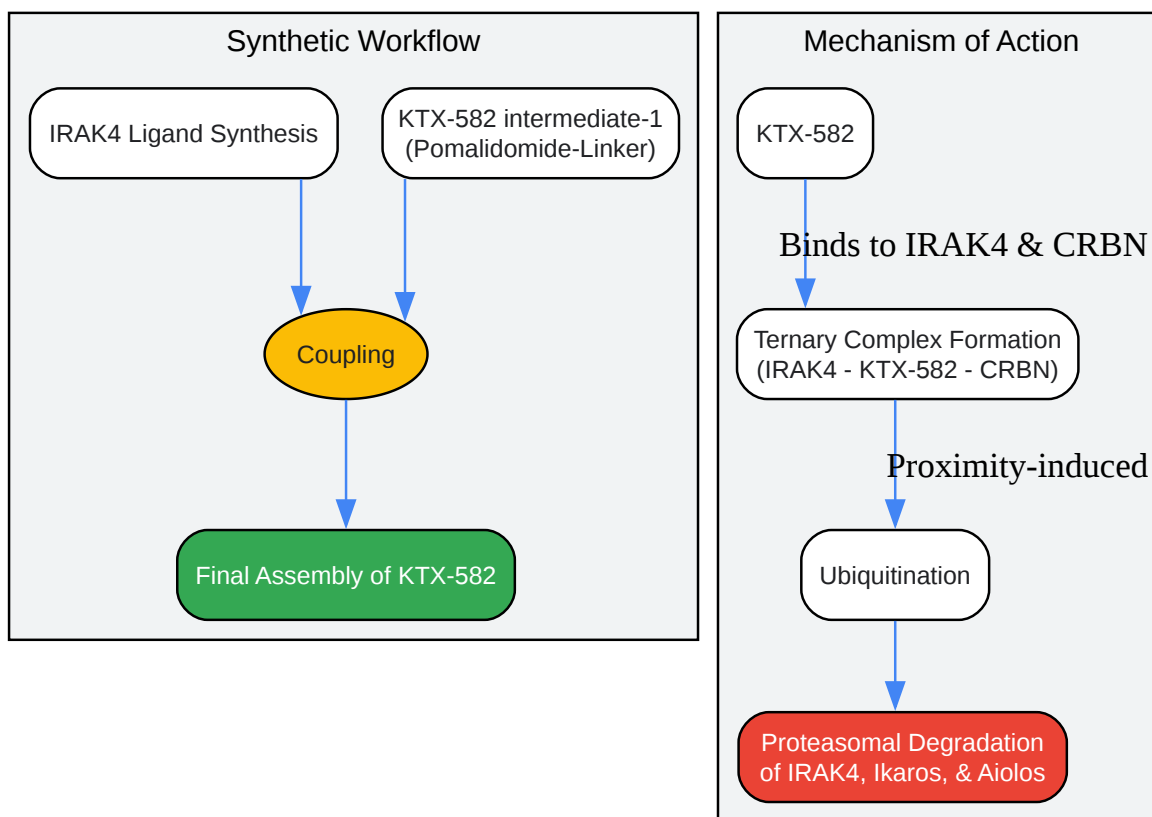 Synthetic Workflow
IRAK4 Ligand Synthesis
KTX-582 intermediate-1
(Pomalidomide-Linker)
Coupling
Final Assembly of KTX-582
Mechanism of Action
KTX-582
Binds to IRAK4 & CRBN
Ternary Complex Formation
(IRAK4 - KTX-582 - CRBN)
Proximity-induced
Ubiquitination
Proteasomal Degradation
of IRAK4, Ikaros, & Aiolos